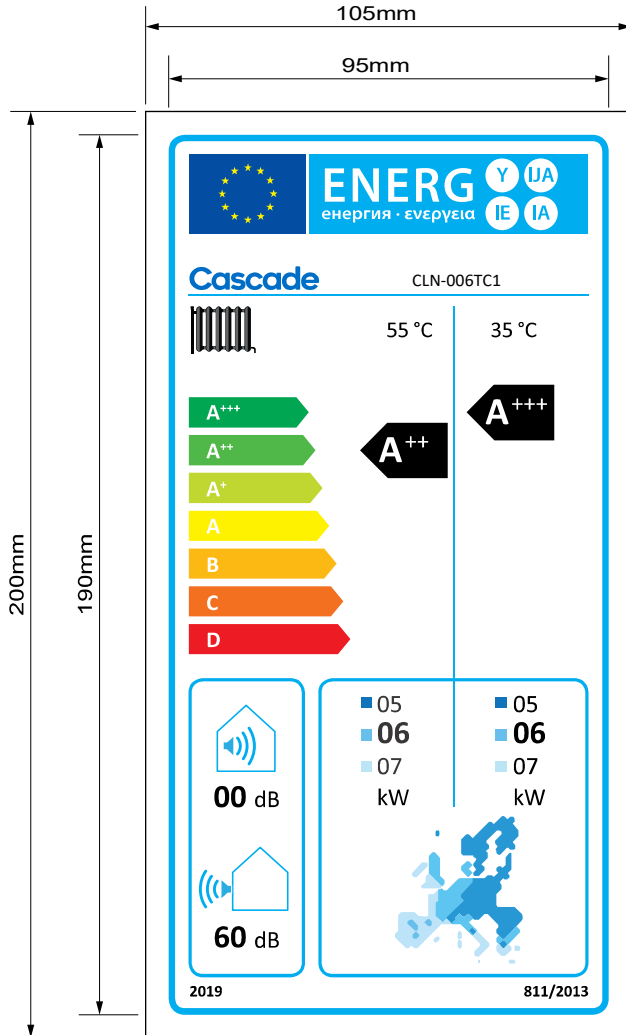 105mm
95mm
200mm
190mm
ENERG
енергия · ενεργεια
Y IJA
IE IA
Cascade
CLN-006TC1
55 °C 35 °C
A+++
A++
A+
A
B
C
D
A++
A+++
05 05
06 06
07 07
kW kW
00 dB
60 dB
2019 811/2013